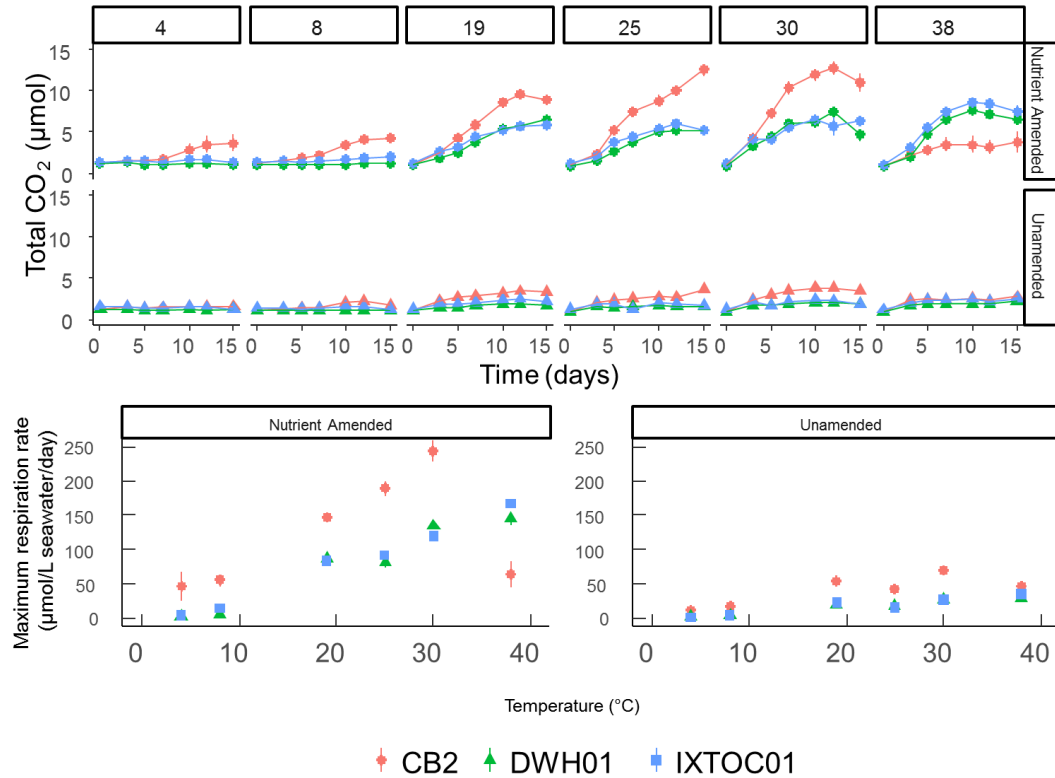 4 8 19 25 30 38
Total CO2 (µmol)
15
10
5
0
Nutrient Amended
15
10
5
0
Unamended
0 5 10 15 0 5 10 15 0 5 10 15 0 5 10 15 0 5 10 15 0 5 10 15
Time (days)
Maximum respiration rate
(µmol/L seawater/day)
Nutrient Amended
250
200
150
100
50
0
0 10 20 30 40
Unamended
250
200
150
100
50
0
0 10 20 30 40
Temperature (°C)
CB2 DWH01 IXTOC01